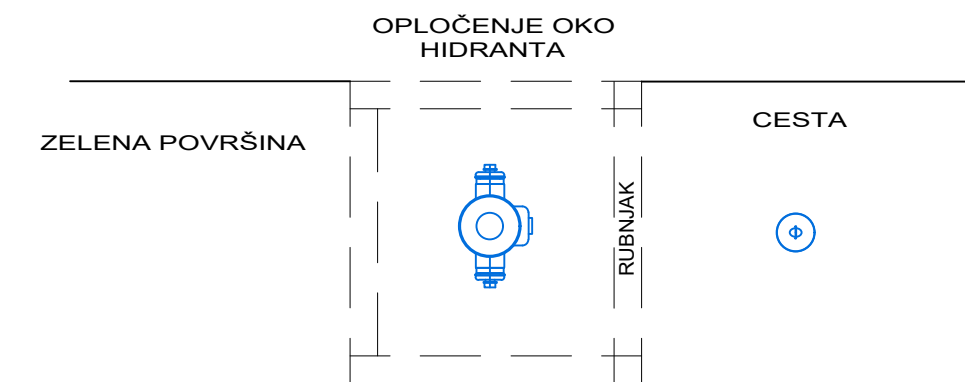 OPLOČENJE OKO
HIDRANTA
ZELENA POVRŠINA
CESTA
RUBNJAK
Φ